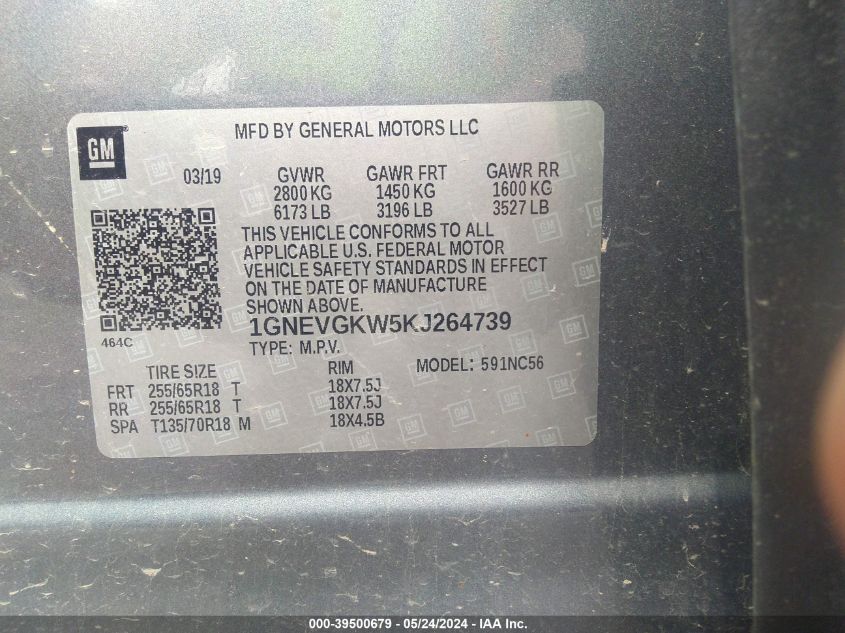 GM
MFD BY GENERAL MOTORS LLC
03/19 GVWR GAWR FRT GAWR RR
2800 KG 1450 KG 1600 KG
6173 LB 3196 LB 3527 LB
THIS VEHICLE CONFORMS TO ALL
APPLICABLE U.S. FEDERAL MOTOR
VEHICLE SAFETY STANDARDS IN EFFECT
ON THE DATE OF MANUFACTURE
SHOWN ABOVE.
464C
1GNEVGKW5KJ264739
TYPE: M.P.V. MODEL: 591NC56
TIRE SIZE RIM
FRT 255/65R18 T 18X7.5J
RR 255/65R18 T 18X7.5J
SPA T135/70R18 M 18X4.5B
000-39500679 - 05/24/2024 - IAA Inc.